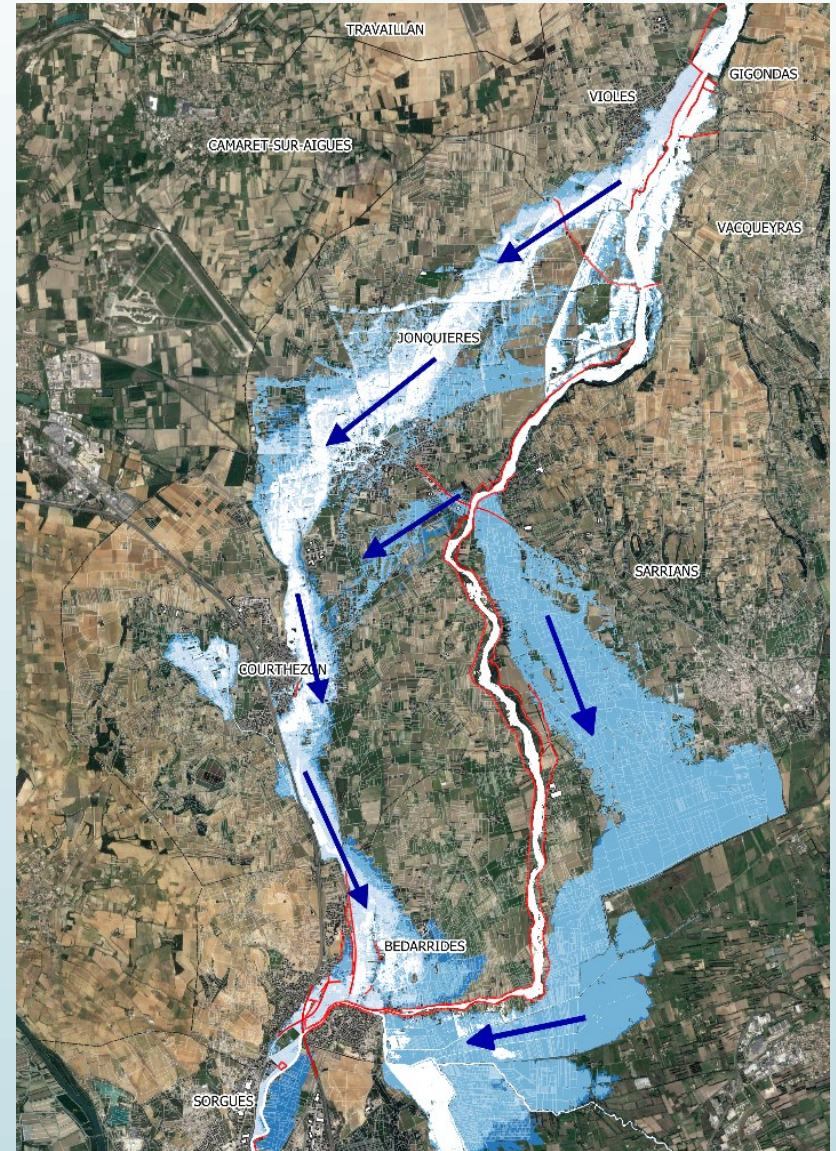 TRAVAILLAN
GIGONDAS
VIOLES
CAMARET-SUR-AIGUES
VACQUEYRAS
JONQUIERES
SARRIANS
COURTHEZON
BEDARRIDES
SORGUES